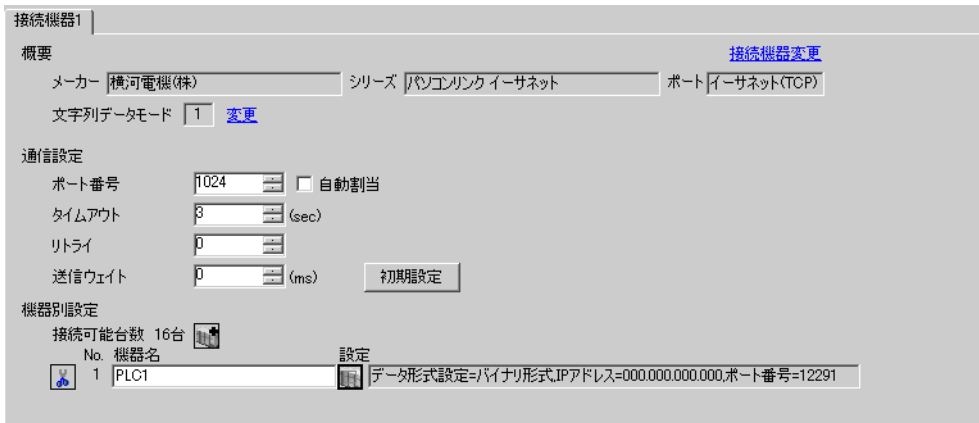 接続機器1
概要
接続機器変更
メーカー 横河電機(株) シリーズ パソコンリンク イーサネット ポート イーサネット(TCP)
文字列データモード 1 変更
通信設定
ポート番号 1024 自動割当
タイムアウト 3 (sec)
リトライ 0
送信ウェイト 0 (ms) 初期設定
機器別設定
接続可能台数 16台
No. 機器名 設定
1 PLC1 データ形式設定=バイナリ形式,IPアドレス=000.000.000.000,ポート番号=12291